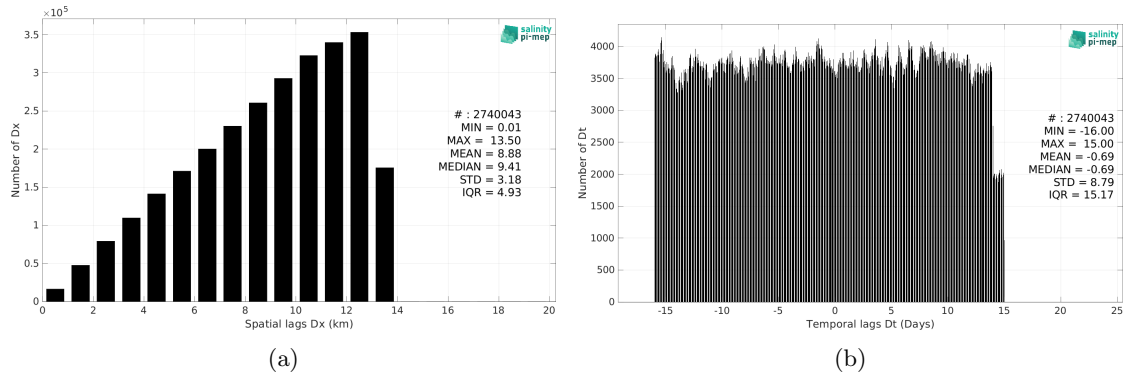 ×10^5
3.5
3
2.5
2
1.5
1
0.5
0
0 2 4 6 8 10 12 14 16 18 20
Number of Dx
Spatial lags Dx (km)
salinity
pi-mep
# : 2740043
MIN = 0.01
MAX = 13.50
MEAN = 8.88
MEDIAN = 9.41
STD = 3.18
IQR = 4.93
(a)
4000
3500
3000
2500
2000
1500
1000
500
0
-15 -10 -5 0 5 10 15 20 25
Number of Dt
Temporal lags Dt (Days)
salinity
pi-mep
# : 2740043
MIN = -16.00
MAX = 15.00
MEAN = -0.69
MEDIAN = -0.69
STD = 8.79
IQR = 15.17
(b)